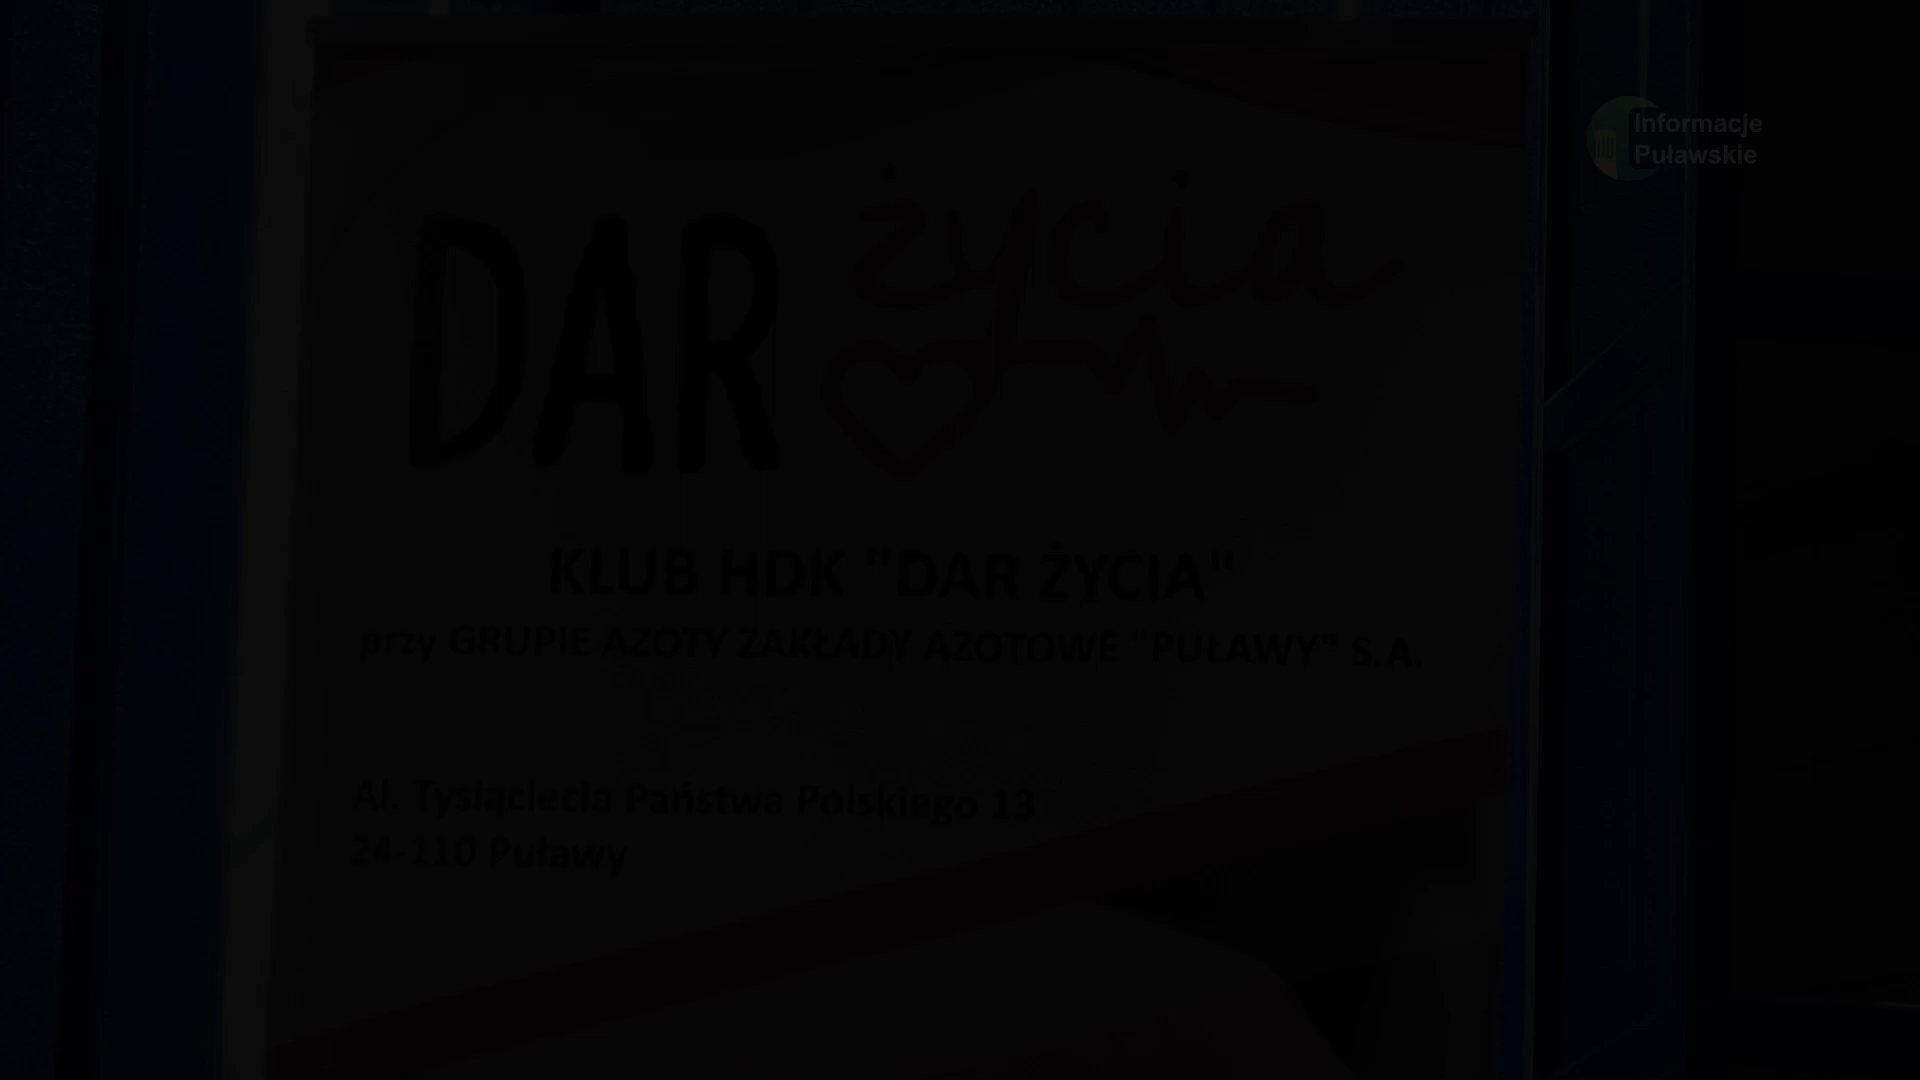 Informacje
Puławskie
DAR życia
KLUB HDK "DAR ŻYCIA"
przy GRUPIE AZOTY ZAKŁADY AZOTOWE "PUŁAWY" S.A.
Al. Tysiąclecia Państwa Polskiego 13
24-110 Puławy